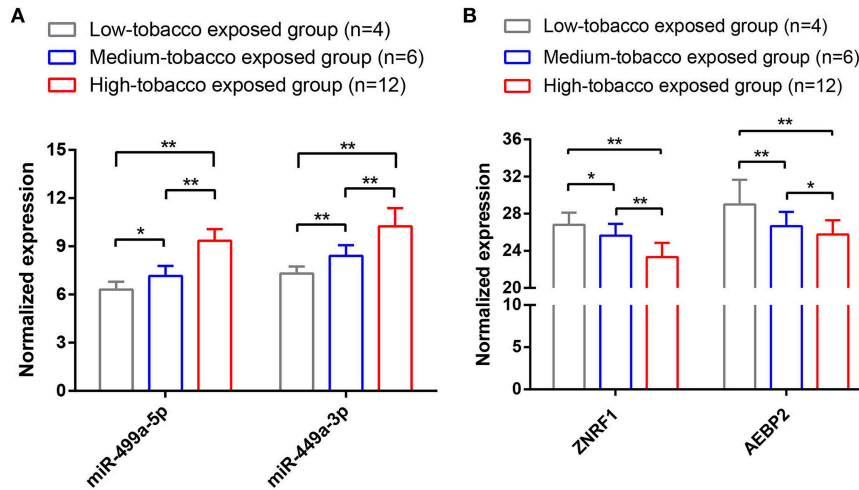 A
Low-tobacco exposed group (n=4)
Medium-tobacco exposed group (n=6)
High-tobacco exposed group (n=12)
Normalized expression
15
12
9
6
3
0
**
**
*
**
**
**
miR-499a-5p
miR-449a-3p
B
Low-tobacco exposed group (n=4)
Medium-tobacco exposed group (n=6)
High-tobacco exposed group (n=12)
Normalized expression
36
32
28
24
20
10
5
0
**
*
**
**
**
*
ZNRF1
AEBP2